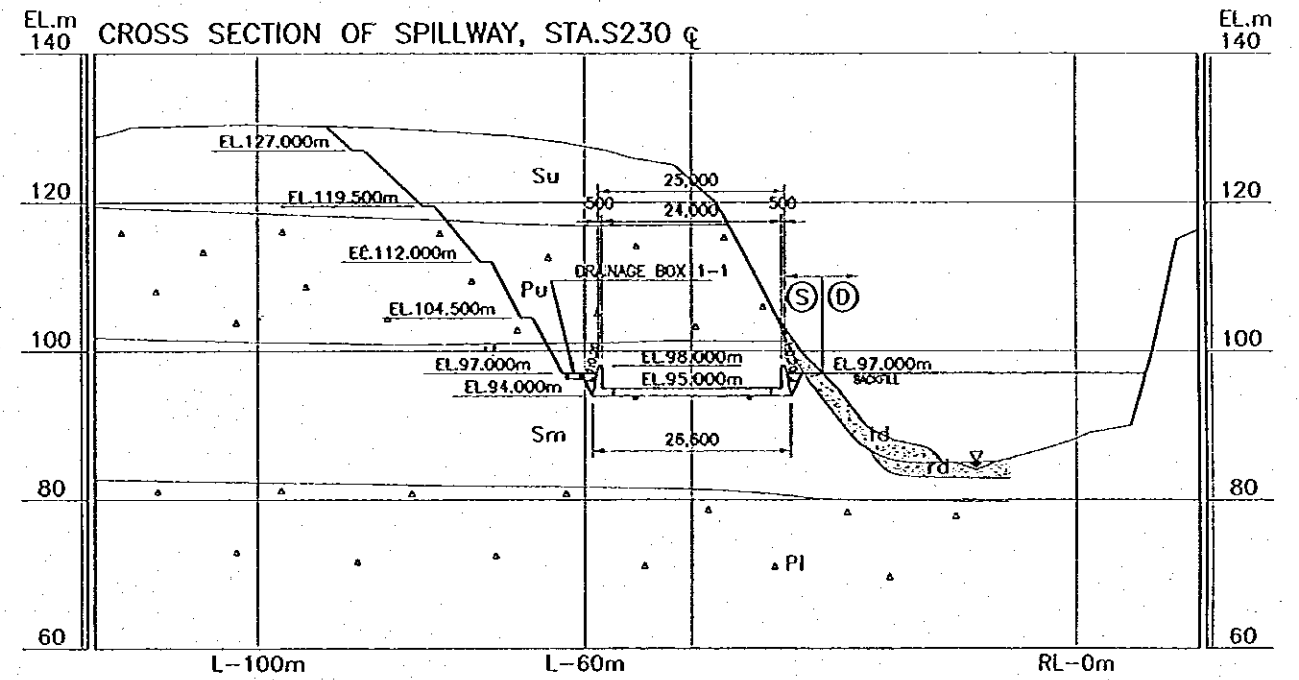 EL.m
EL.m
140
CROSS SECTION OF SPILLWAY, STA.S230 ℄
140
EL.127.000m
Su
25,000
EL.119.500m
500
24,000
500
120
120
EĹ.112.000m
Pu
DRAINAGE BOX 1-1
S
D
EL.104.500m
100
100
EL.97.000m
EL.98.000m
EL.97.000m
EL.94.000m
EL.95.000m
BACKFILL
Sm
26,600
rd
80
80
Pl
60
60
L-100m
L-60m
RL-0m